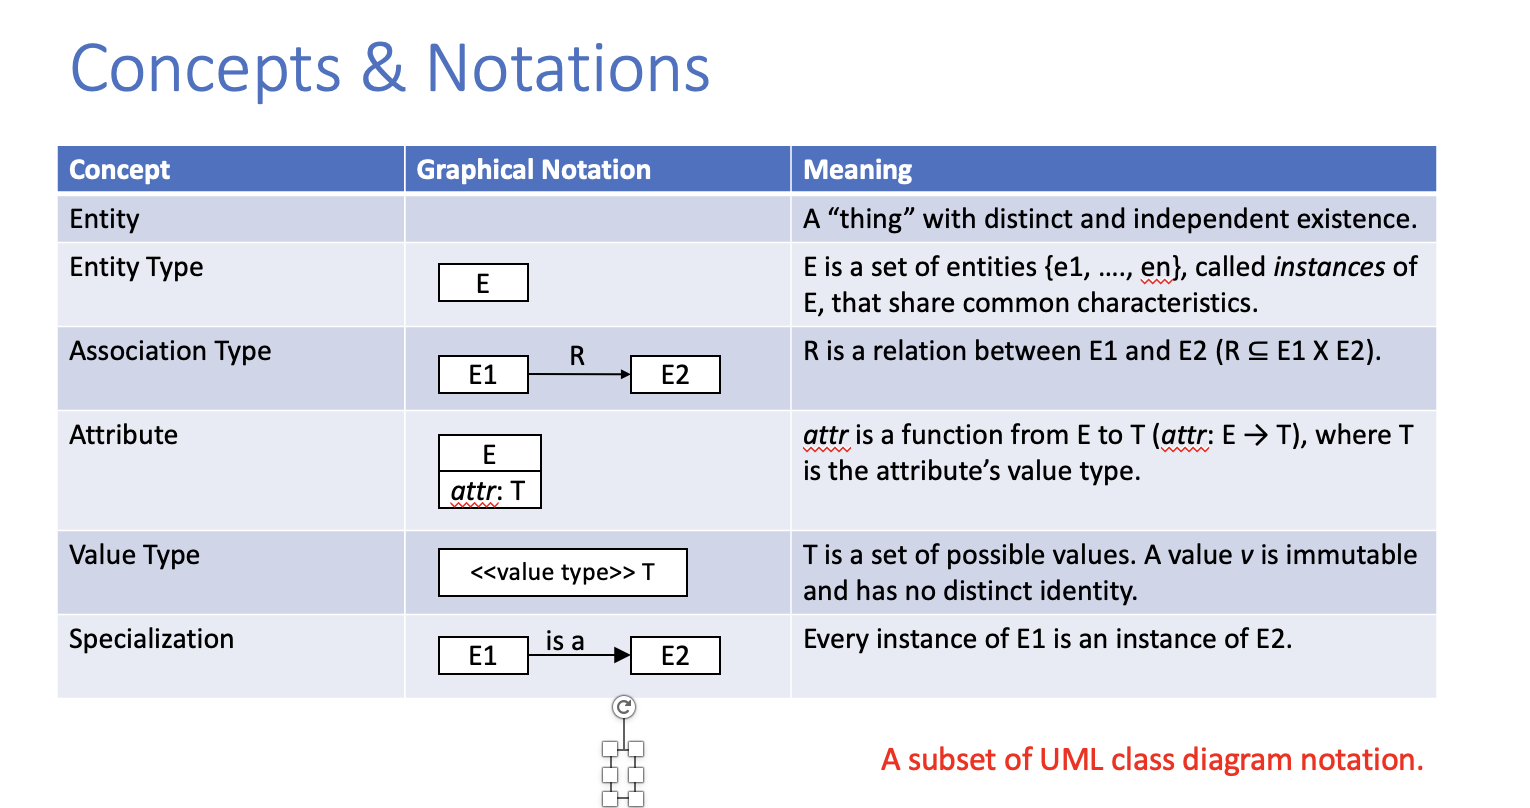 Concepts & Notations
Concept Graphical Notation Meaning
Entity
A “thing” with distinct and independent existence.
Entity Type
E
E is a set of entities {e1, ...., en}, called instances of
E, that share common characteristics.
Association Type
E1
R
E2
R is a relation between E1 and E2 (R ⊆ E1 X E2).
Attribute
E
attr: T
attr is a function from E to T (attr: E → T), where T
is the attribute’s value type.
Value Type
<<value type>> T
T is a set of possible values. A value v is immutable
and has no distinct identity.
Specialization
E1
is a
E2
Every instance of E1 is an instance of E2.
A subset of UML class diagram notation.